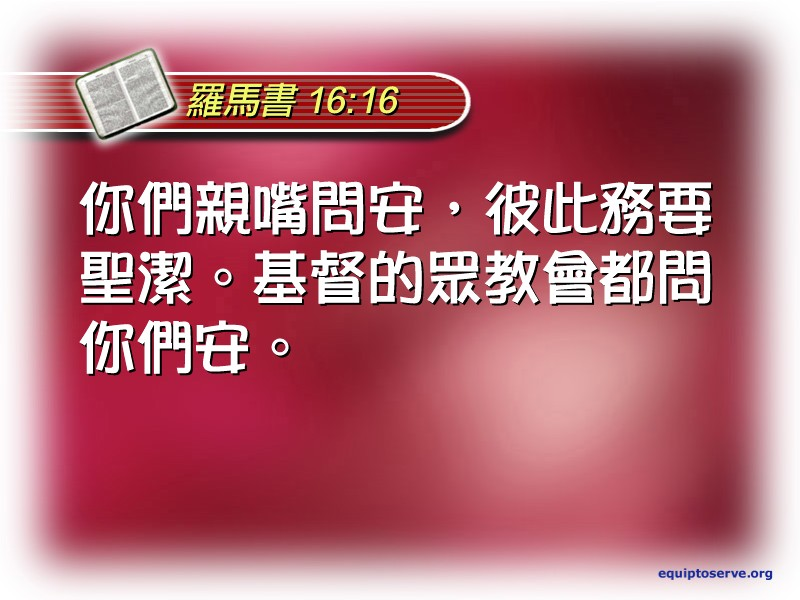 羅馬書 16:16
你們親嘴問安，彼此務要
聖潔。基督的眾教會都問
你們安。
equiptoserve.org